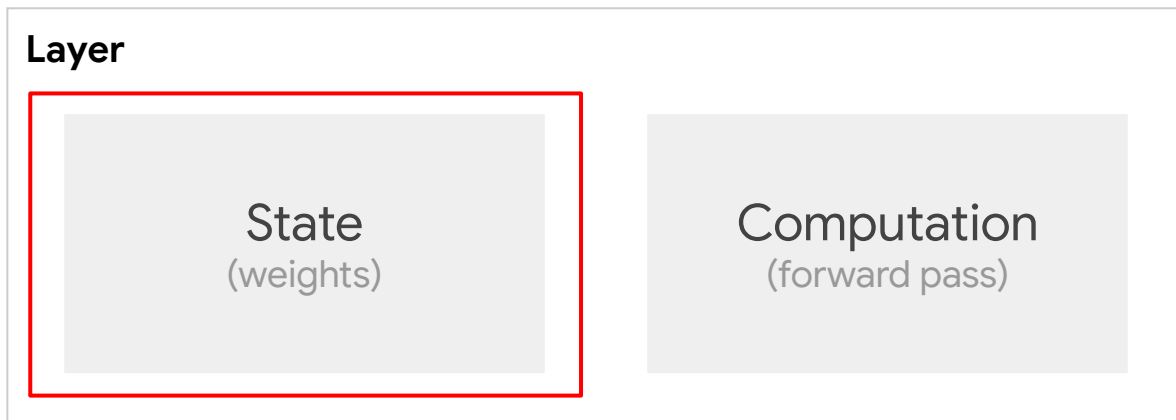 Layer
State
(weights)
Computation
(forward pass)